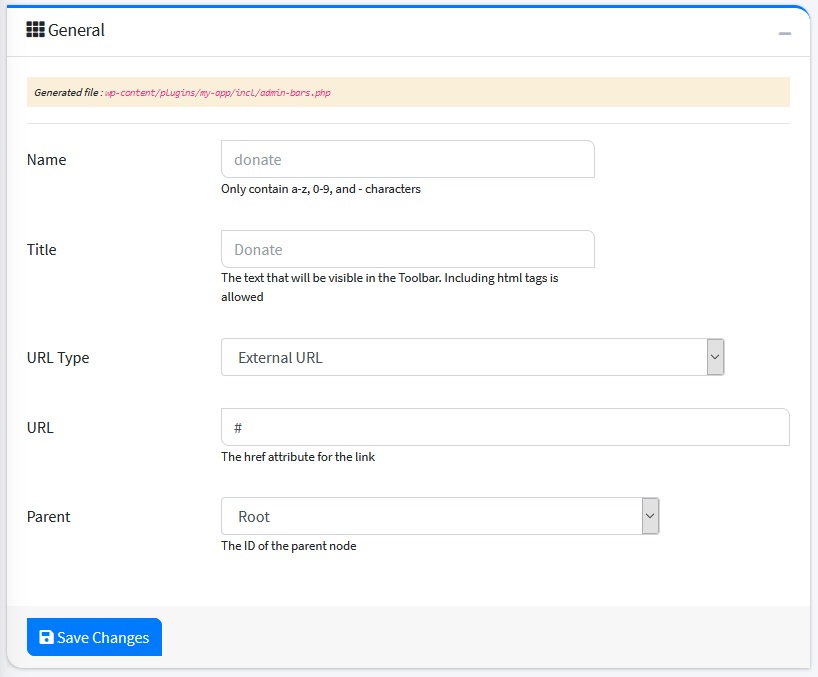 General
Generated file : wp-content/plugins/my-app/incl/admin-bars.php
Name
donate
Only contain a-z, 0-9, and - characters
Title
Donate
The text that will be visible in the Toolbar. Including html tags is
allowed
URL Type
External URL
URL
#
The href attribute for the link
Parent
Root
The ID of the parent node
Save Changes